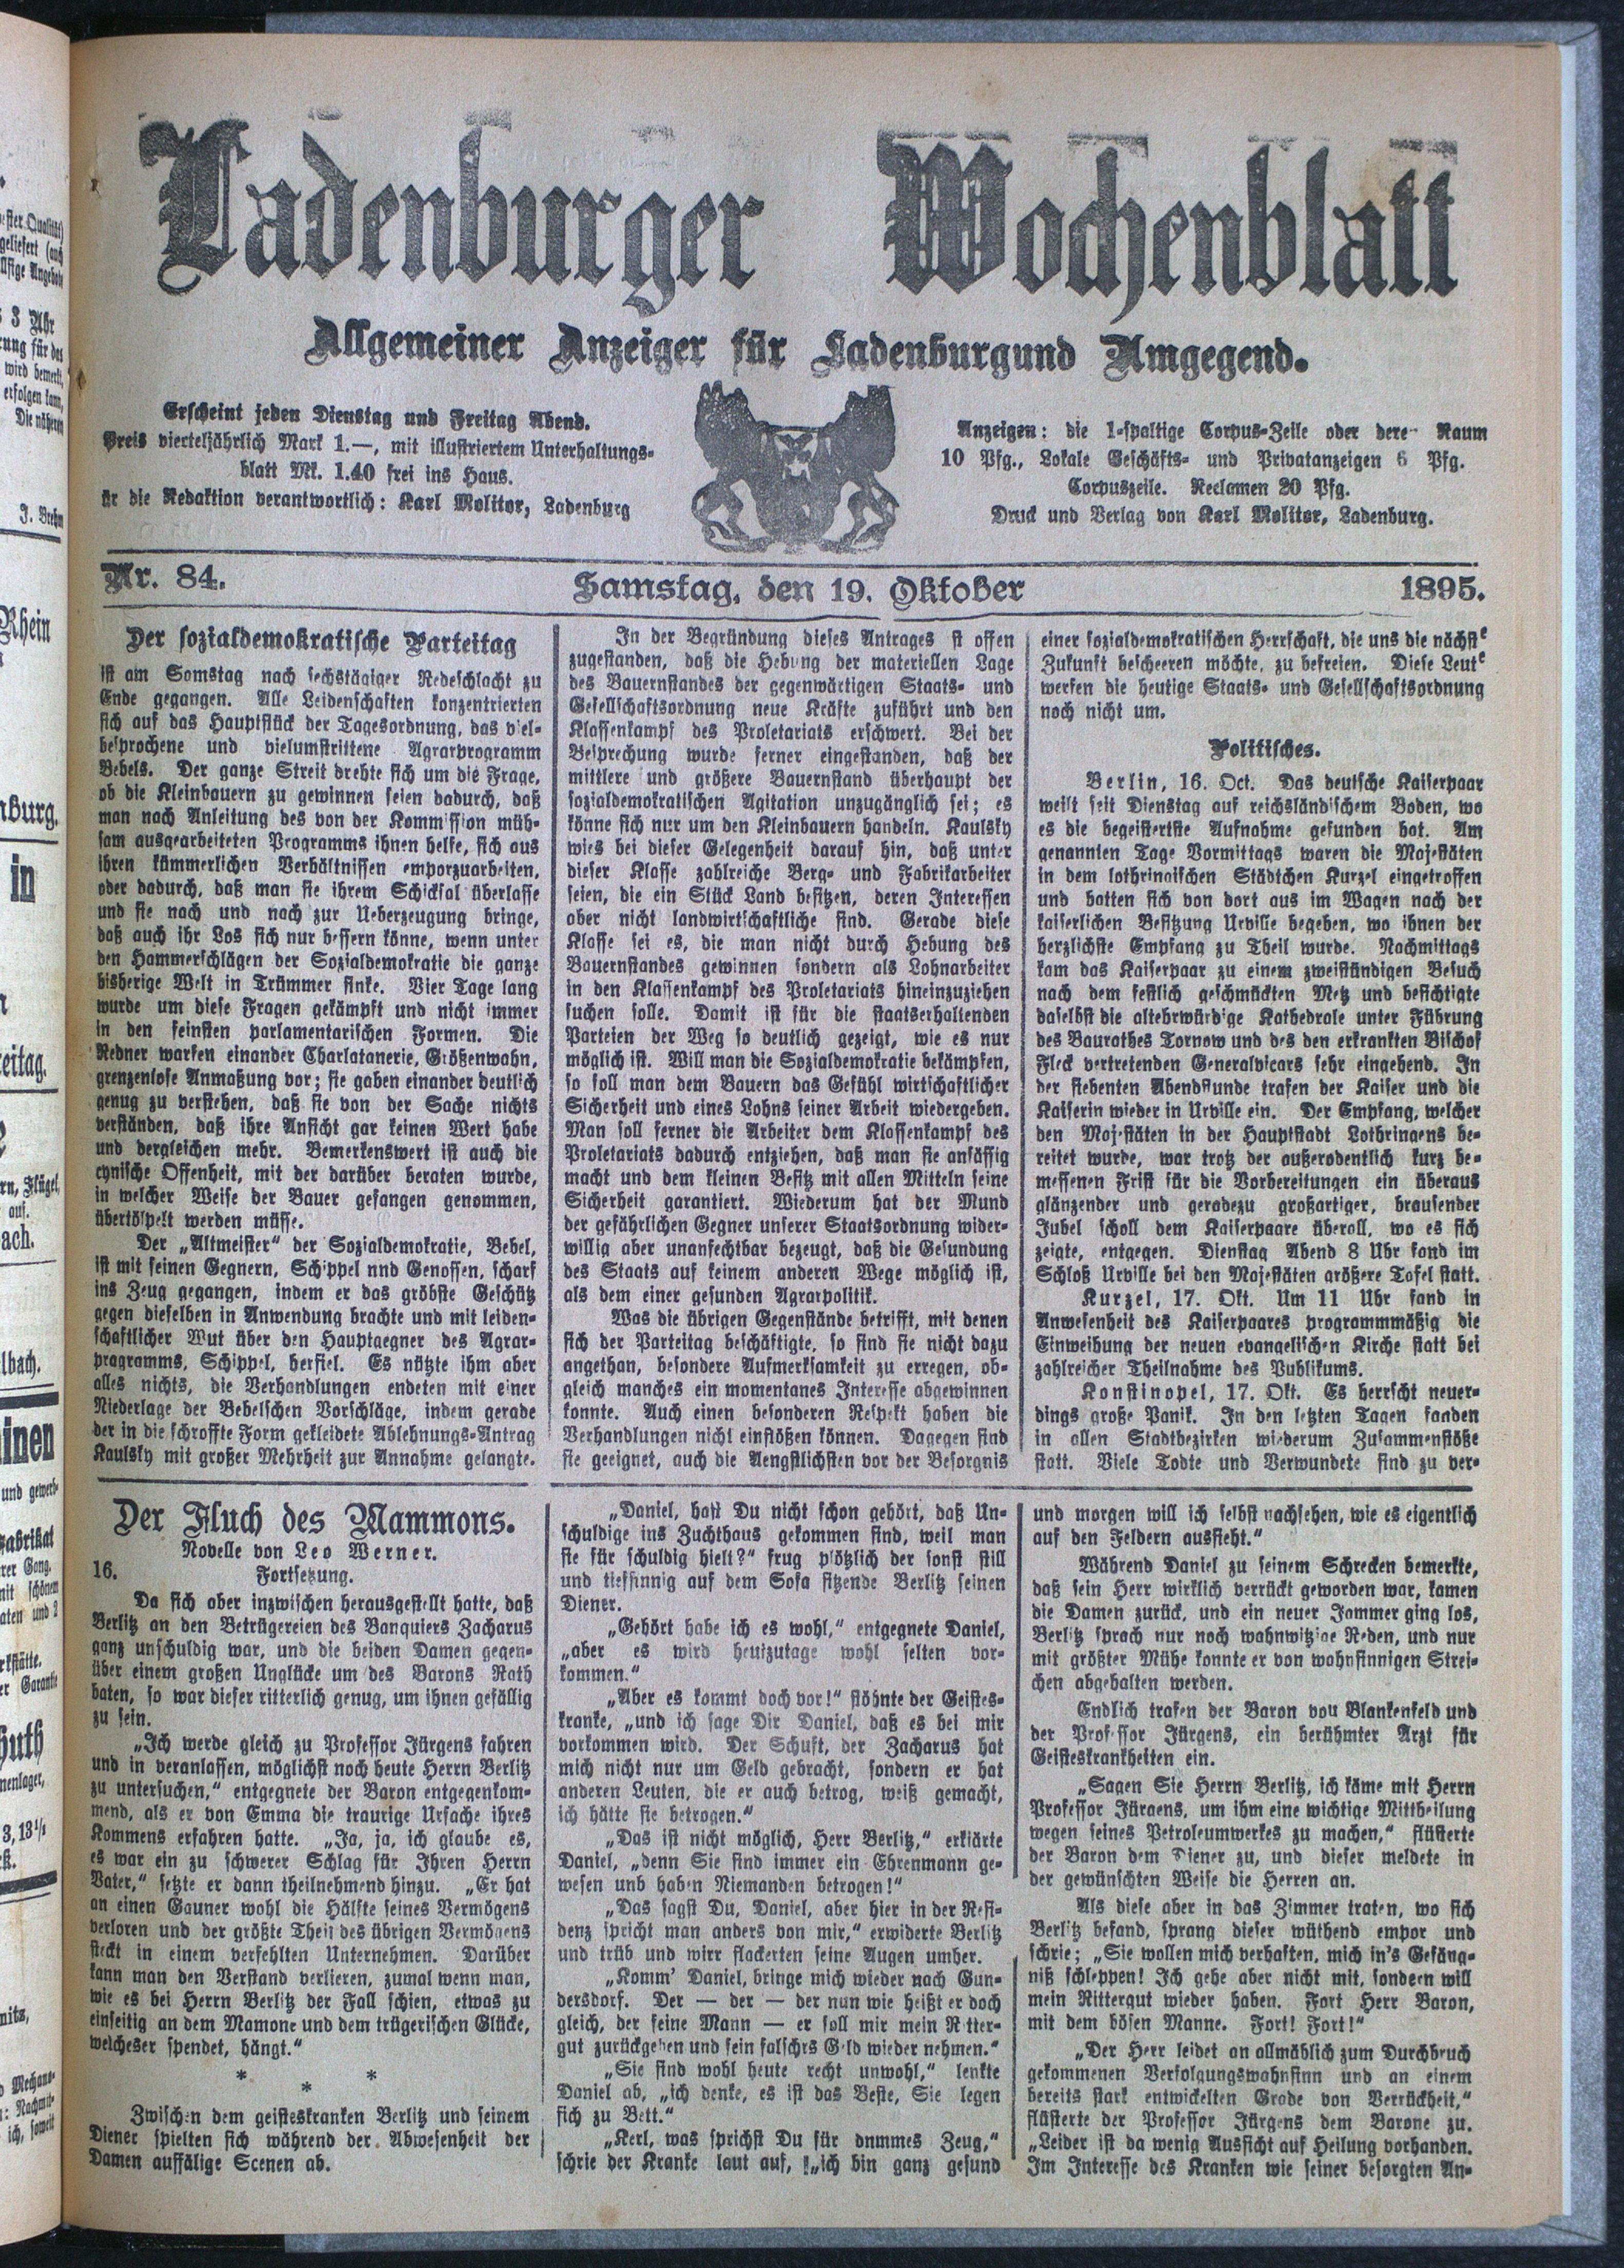 Ladenburger Wochenblatt
Allgemeiner Anzeiger für Ladenburgund Umgegend.
Erscheint jeden Dienstag und Freitag Abend.
Preis vierteljährlich Mark 1.—, mit illustriertem Unterhaltungs-
blatt Mk. 1.40 frei ins Haus.
ür die Redaktion verantwortlich: Karl Molitor, Ladenburg
Anzeigen: die 1-spaltige Corpus-Zeile oder dere Raum
10 Pfg., Lokale Geschäfts- und Privatanzeigen 6 Pfg.
Corpuszeile. Reclamen 20 Pfg.
Druck und Verlag von Karl Molitor, Ladenburg.
Nr. 84.
Samstag, den 19. Oktober
1895.
Der sozialdemokratische Parteitag
ist am Somstag nach sechstägiger Redeschlacht zu
Ende gegangen. Alle Leidenschaften konzentrierten
sich auf das Hauptstück der Tagesordnung, das viel-
besprochene und vielumstrittene Agrarprogramm
Bebels. Der ganze Streit drehte sich um die Frage,
ob die Kleinbauern zu gewinnen seien dadurch, daß
man nach Anleitung des von der Kommission müh-
sam ausgearbeiteten Programms ihnen helfe, sich aus
ihren kümmerlichen Verhältnissen emporzuarbeiten,
oder dadurch, daß man sie ihrem Schicksal überlasse
und sie nach und nach zur Ueberzeugung bringe,
daß auch ihr Los sich nur bessern könne, wenn unter
den Hammerschlägen der Sozialdemokratie die ganze
bisherige Welt in Trümmer sinke. Vier Tage lang
wurde um diese Fragen gekämpft und nicht immer
in den feinsten parlamentarischen Formen. Die
Redner warfen einander Charlatanerie, Größenwahn,
grenzenlose Anmaßung vor; sie gaben einander deutlich
genug zu verstehen, daß sie von der Sache nichts
verständen, daß ihre Ansicht gar keinen Wert habe
und dergleichen mehr. Bemerkenswert ist auch die
cynische Offenheit, mit der darüber beraten wurde,
in welcher Weise der Bauer gefangen genommen,
übertölpelt werden müsse.
Der „Altmeister“ der Sozialdemokratie, Bebel,
ist mit seinen Gegnern, Schippel nnd Genossen, scharf
ins Zeug gegangen, indem er das gröbste Geschütz
gegen dieselben in Anwendung brachte und mit leiden-
schaftlicher Wut über den Hauptgegner des Agrar-
programms, Schippel, herfiel. Es nützte ihm aber
alles nichts, die Verhandlungen endeten mit einer
Niederlage der Bebelschen Vorschläge, indem gerade
der in die schroffte Form gekleidete Ablehnungs-Antrag
Kaulsky mit großer Mehrheit zur Annahme gelangte.
In der Begründung dieses Antrages st offen
zugestanden, daß die Hebung der materiellen Lage
des Bauernstandes der gegenwärtigen Staats- und
Gesellschaftsordnung neue Kräfte zuführt und den
Klassenkampf des Proletariats erschwert. Bei der
Besprechung wurde ferner eingestanden, daß der
mittlere und größere Bauernstand überhaupt der
sozialdemokratischen Agitation unzugänglich sei; es
könne sich nur um den Kleinbauern handeln. Kaulsky
wies bei dieser Gelegenheit darauf hin, daß unter
dieser Klasse zahlreiche Berg- und Fabrikarbeiter
seien, die ein Stück Land besitzen, deren Interessen
aber nicht landwirtschaftliche sind. Gerade diese
Klasse sei es, die man nicht durch Hebung des
Bauernstandes gewinnen sondern als Lohnarbeiter
in den Klassenkampf des Proletariats hineinzuziehen
suchen solle. Damit ist für die staatserhaltenden
Parteien der Weg so deutlich gezeigt, wie es nur
möglich ist. Will man die Sozialdemokratie bekämpfen,
so soll man dem Bauern das Gefühl wirtschaftlicher
Sicherheit und eines Lohns seiner Arbeit wiedergeben.
Man soll ferner die Arbeiter dem Klassenkampf des
Proletariats dadurch entziehen, daß man sie ansässig
macht und dem kleinen Besitz mit allen Mitteln seine
Sicherheit garantiert. Wiederum hat der Mund
der gefährlichen Gegner unserer Staatsordnung wider-
willig aber unanfechtbar bezeugt, daß die Gesundung
des Staats auf keinem anderen Wege möglich ist,
als dem einer gesunden Agrarpolitik.
Was die übrigen Gegenstände betrifft, mit denen
sich der Parteitag beschäftigte, so sind sie nicht dazu
angethan, besondere Aufmerksamkeit zu erregen, ob-
gleich manches ein momentanes Interesse abgewinnen
konnte. Auch einen besonderen Respekt haben die
Verhandlungen nicht einflößen können. Dagegen sind
sie geeignet, auch die Aengstlichsten vor der Besorgnis
einer sozialdemokratischen Herrschaft, die uns die nächste
Zukunft bescheeren möchte, zu befreien. Diese Leute
werfen die heutige Staats- und Gesellschaftsordnung
noch nicht um.
Politisches.
Berlin, 16. Oct. Das deutsche Kaiserpaar
weilt seit Dienstag auf reichsländischem Boden, wo
es die begeistertste Aufnahme gefunden hat. Am
genannten Tage Vormittags waren die Majestäten
in dem lothringischen Städtchen Kurzel eingetroffen
und hatten sich von dort aus im Wagen nach der
kaiserlichen Besitzung Urville begeben, wo ihnen der
herzlichste Empfang zu Theil wurde. Nachmittags
kam das Kaiserpaar zu einem zweistündigen Besuch
nach dem festlich geschmückten Metz und besichtigte
daselbst die altehrwürdige Kathedrale unter Führung
des Baurathes Tornow und des den erkrankten Bischof
Fleck vertretenden Generalvicars sehr eingehend. In
der siebenten Abendstunde trafen der Kaiser und die
Kaiserin wieder in Urville ein. Der Empfang, welcher
den Majestäten in der Hauptstadt Lothringens be-
reitet wurde, war trotz der außerodentlich kurz be-
messenen Frist für die Vorbereitungen ein überaus
glänzender und geradezu großartiger, brausender
Jubel scholl dem Kaiserpaare überall, wo es sich
zeigte, entgegen. Dienstag Abend 8 Uhr fand im
Schloß Urville bei den Majestäten größere Tafel statt.
Kurzel, 17. Okt. Um 11 Uhr fand in
Anwesenheit des Kaiserpaares programmmäßig die
Einweihung der neuen evangelischen Kirche statt bei
zahlreicher Theilnahme des Publikums.
Konstinopel, 17. Okt. Es herrscht neuer-
dings große Panik. In den letzten Tagen fanden
in allen Stadtbezirken wiederum Zusammenstöße
statt. Viele Todte und Verwundete sind zu ver-
Der Fluch des Mammons.
Novelle von Leo Werner.
16. Fortsetzung.
Da sich aber inzwischen herausgestellt hatte, daß
Berlitz an den Betrügereien des Banquiers Zacharus
ganz unschuldig war, und die beiden Damen gegen-
über einem großen Unglücke um des Barons Rath
baten, so war dieser ritterlich genug, um ihnen gefällig
zu sein.
„Ich werde gleich zu Professor Jürgens fahren
und in veranlassen, möglichst noch heute Herrn Berlitz
zu untersuchen,“ entgegnete der Baron entgegenkom-
mend, als er von Emma die traurige Ursache ihres
Kommens erfahren hatte. „Ja, ja, ich glaube es,
es war ein zu schwerer Schlag für Ihren Herrn
Vater,“ setzte er dann theilnehmend hinzu. „Er hat
an einen Gauner wohl die Hälfte seines Vermögens
verloren und der größte Theil des übrigen Vermögens
steckt in einem verfehlten Unternehmen. Darüber
kann man den Verstand verlieren, zumal wenn man,
wie es bei Herrn Berlitz der Fall schien, etwas zu
einseitig an dem Mamone und dem trügerischen Glücke,
welcheser spendet, hängt.“
* * *
Zwischen dem geisteskranken Berlitz und seinem
Diener spielten sich während der Abwesenheit der
Damen auffälige Scenen ab.
„Daniel, hast Du nicht schon gehört, daß Un-
schuldige ins Zuchthaus gekommen sind, weil man
sie für schuldig hielt?“ frug plötzlich der sonst still
und tiefsinnig auf dem Sofa sitzende Berlitz seinen
Diener.
„Gehört habe ich es wohl,“ entgegnete Daniel,
„aber es wird heutzutage wohl selten vor-
kommen.“
„Aber es kommt doch vor!“ stöhnte der Geistes-
kranke, „und ich sage Dir Daniel, daß es bei mir
vorkommen wird. Der Schuft, der Zacharus hat
mich nicht nur um Geld gebracht, sondern er hat
anderen Leuten, die er auch betrog, weiß gemacht,
ich hätte sie betrogen.“
„Das ist nicht möglich, Herr Berlitz,“ erklärte
Daniel, „denn Sie sind immer ein Ehrenmann ge-
wesen und haben Niemanden betrogen!“
„Das sagst Du, Daniel, aber hier in der Resi-
denz spricht man anders von mir,“ erwiderte Berlitz
und trüb und wirr flackerten seine Augen umher.
„Komm’ Daniel, bringe mich wieder nach Gun-
dersdorf. Der — der — der nun wie heißt er doch
gleich, der feine Mann — er soll mir mein Ritter-
gut zurückgeben und sein falschrs Geld wieder nehmen.“
„Sie sind wohl heute recht unwohl,“ lenkte
Daniel ab, „ich denke, es ist das Beste, Sie legen
sich zu Bett.“
„Kerl, was sprichst Du für dnmmes Zeug,“
schrie der Kranke laut auf, !„ich bin ganz gesund
und morgen will ich selbst nachsehen, wie es eigentlich
auf den Feldern aussieht.“
Während Daniel zu seinem Schrecken bemerkte,
daß sein Herr wirklich verrückt geworden war, kamen
die Damen zurück, und ein neuer Jammer ging los,
Berlitz sprach nur noch wahnwitzige Reden, und nur
mit größter Mühe konnte er von wohnsinnigen Strei-
chen abgehalten werden.
Endlich trafen der Baron vou Blankenfeld und
der Professor Jürgens, ein berühmter Arzt für
Geisteskrankheiten ein.
„Sagen Sie Herrn Berlitz, ich käme mit Herrn
Professor Jürgens, um ihm eine wichtige Mittheilung
wegen seines Petroleumwerkes zu machen,“ flüsterte
der Baron dem Diener zu, und dieser meldete in
der gewünschten Weise die Herren an.
Als diese aber in das Zimmer traten, wo sich
Berlitz befand, sprang dieser wüthend empor und
schrie; „Sie wollen mich verhaften, mich in’s Gefäng-
niß schleppen! Ich gehe aber nicht mit, sondern will
mein Rittergut wieder haben. Fort Herr Baron,
mit dem bösen Manne. Fort! Fort!“
„Der Herr leidet an allmählich zum Durchbruch
gekommenen Verfolgungswahnsinn und an einem
bereits stark entwickelten Grade von Verrücktheit,“
flüsterte der Professor Jürgens dem Barone zu.
„Leider ist da wenig Aussicht auf Heilung vorhanden.
Im Interesse des Kranken wie seiner besorgten An-